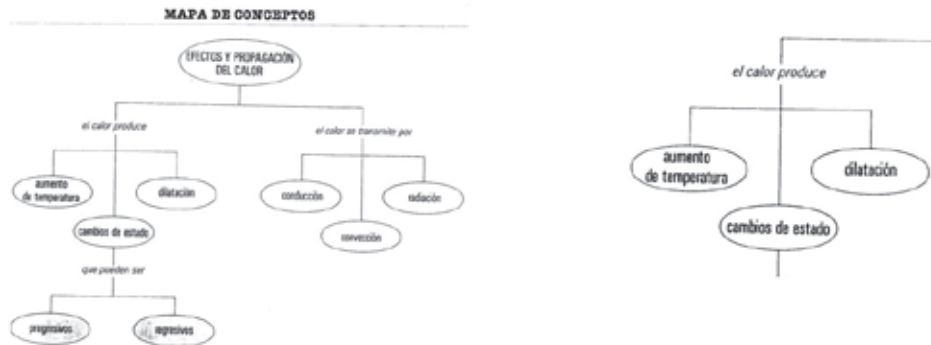 MAPA DE CONCEPTOS
EFECTOS Y PROPAGACIÓN
DEL CALOR
el calor produce
el calor se transmite por
aumento
de temperatura
dilatación
conducción
radiación
cambios de estado
convección
que pueden ser
progresivos
regresivos
el calor produce
aumento
de temperatura
dilatación
cambios de estado